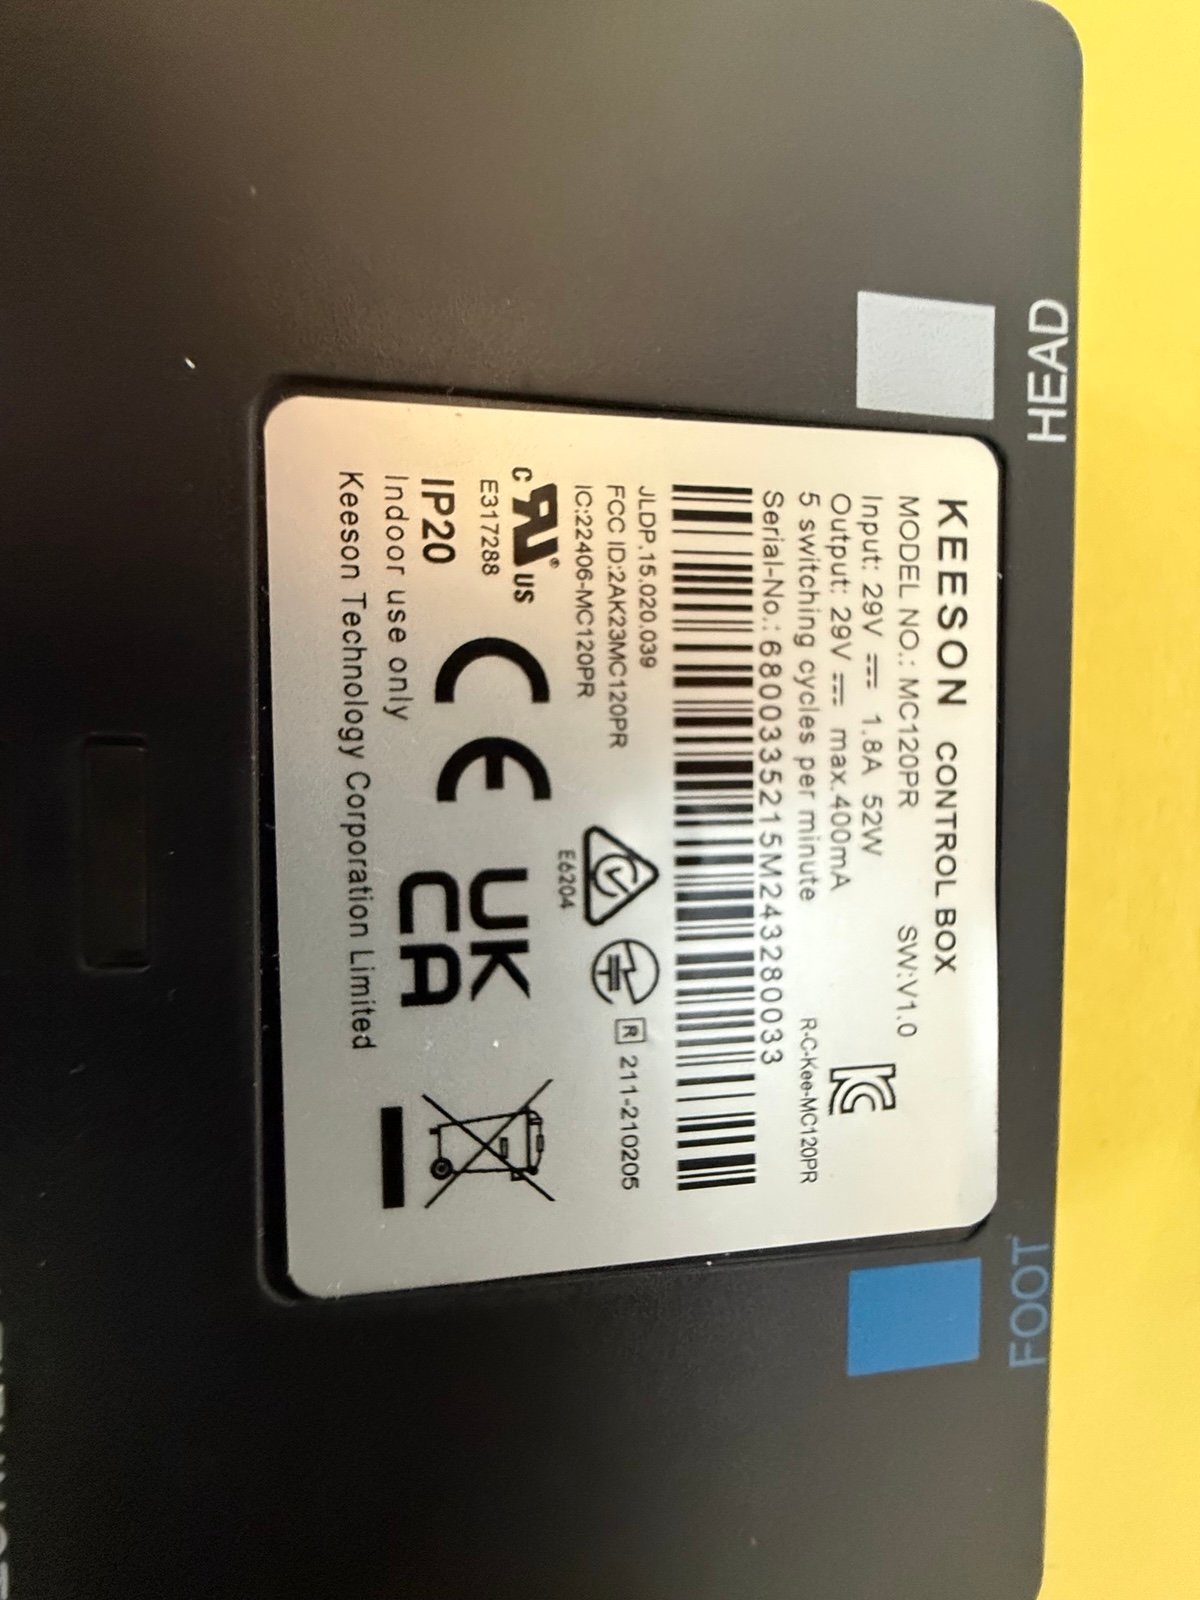 HEAD
FOOT
KEESON CONTROL BOX
MODEL NO.: MC120PR SW:V1.0
Input: 29V ⎓ 1.8A 52W
Output: 29V ⎓ max.400mA
5 switching cycles per minute R-C-Kee-MC120PR
Serial-No.: 6800335215M243280033
JLDP.15.020.039
FCC ID:2AK23MC120PR R 211-210205
IC:22406-MC120PR
E6204
c RU US
E317288
CE
UK
CA
IP20
Indoor use only
Keeson Technology Corporation Limited